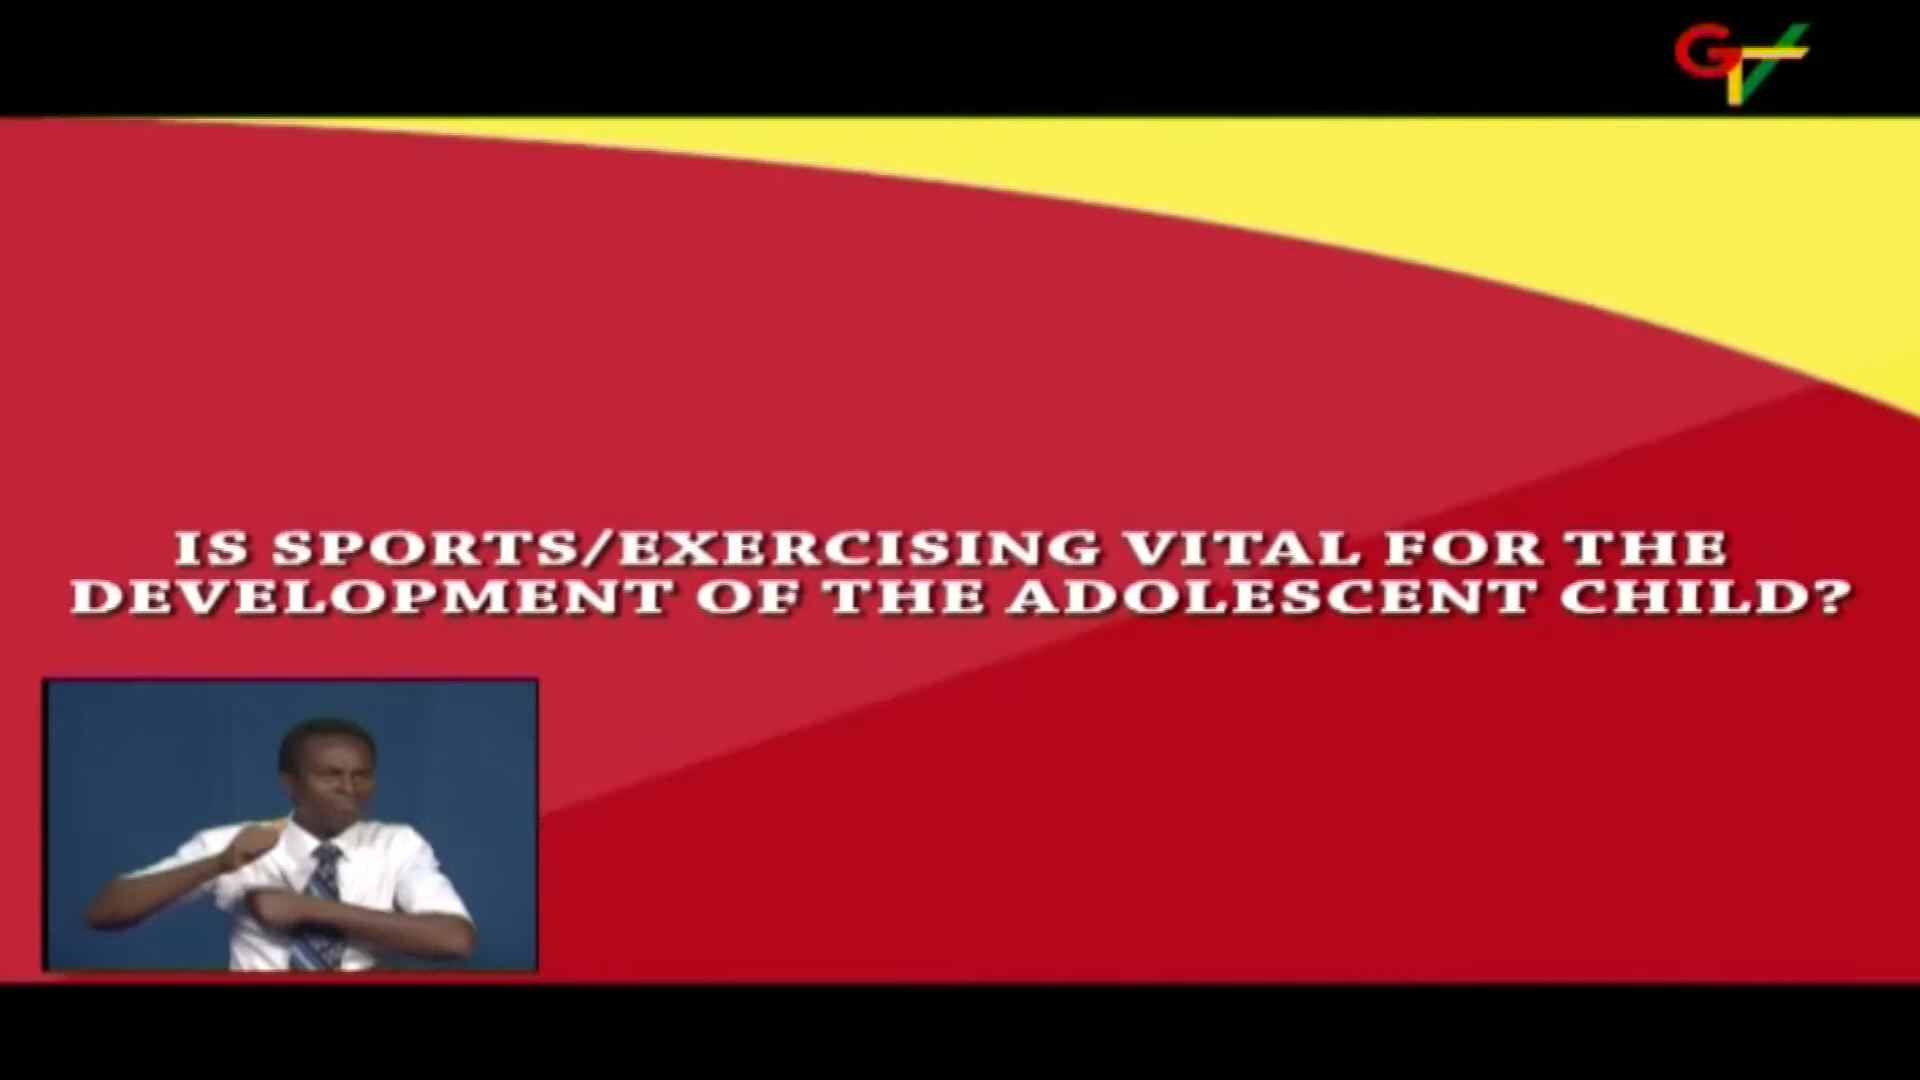 GTV
IS SPORTS/EXERCISING VITAL FOR THE
DEVELOPMENT OF THE ADOLESCENT CHILD?